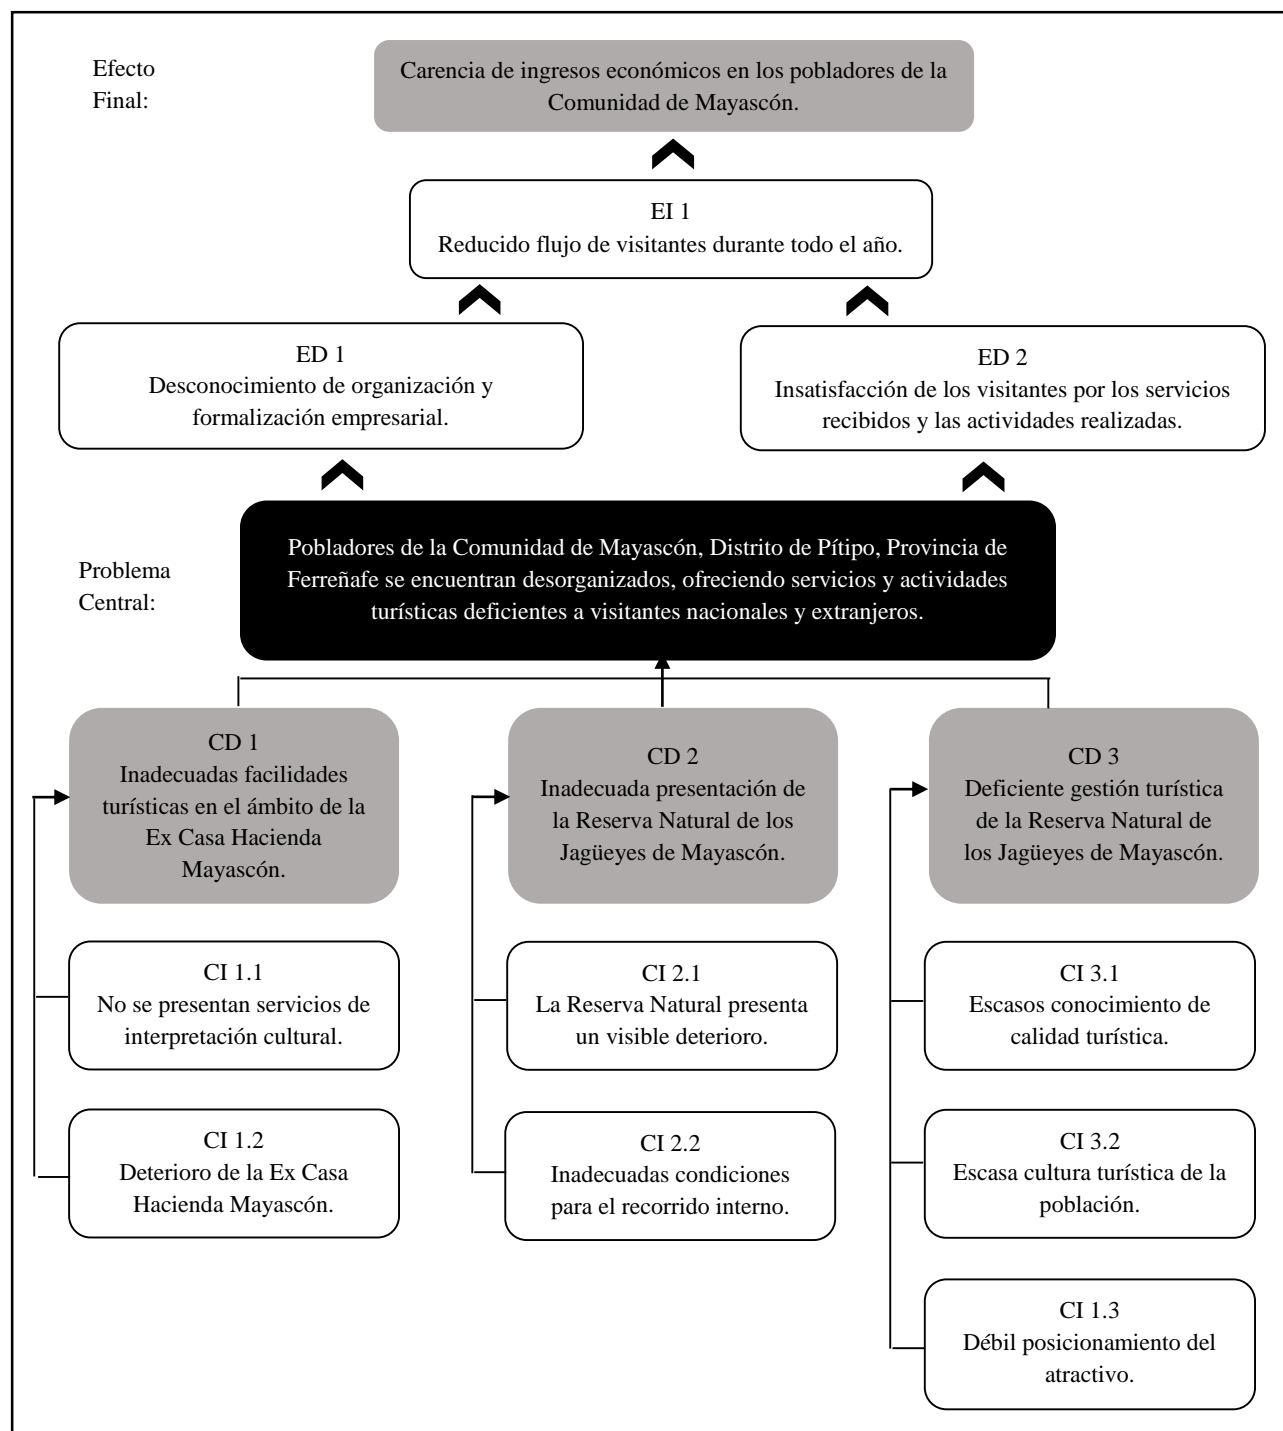 Efecto
Final:
Carencia de ingresos económicos en los pobladores de la
Comunidad de Mayascón.
EI 1
Reducido flujo de visitantes durante todo el año.
ED 1
Desconocimiento de organización y
formalización empresarial.
ED 2
Insatisfacción de los visitantes por los servicios
recibidos y las actividades realizadas.
Problema
Central:
Pobladores de la Comunidad de Mayascón, Distrito de Pítipo, Provincia de
Ferreñafe se encuentran desorganizados, ofreciendo servicios y actividades
turísticas deficientes a visitantes nacionales y extranjeros.
CD 1
Inadecuadas facilidades
turísticas en el ámbito de la
Ex Casa Hacienda
Mayascón.
CD 2
Inadecuada presentación de
la Reserva Natural de los
Jagüeyes de Mayascón.
CD 3
Deficiente gestión turística
de la Reserva Natural de
los Jagüeyes de Mayascón.
CI 1.1
No se presentan servicios de
interpretación cultural.
CI 2.1
La Reserva Natural presenta
un visible deterioro.
CI 3.1
Escasos conocimiento de
calidad turística.
CI 1.2
Deterioro de la Ex Casa
Hacienda Mayascón.
CI 2.2
Inadecuadas condiciones
para el recorrido interno.
CI 3.2
Escasa cultura turística de la
población.
CI 1.3
Débil posicionamiento del
atractivo.